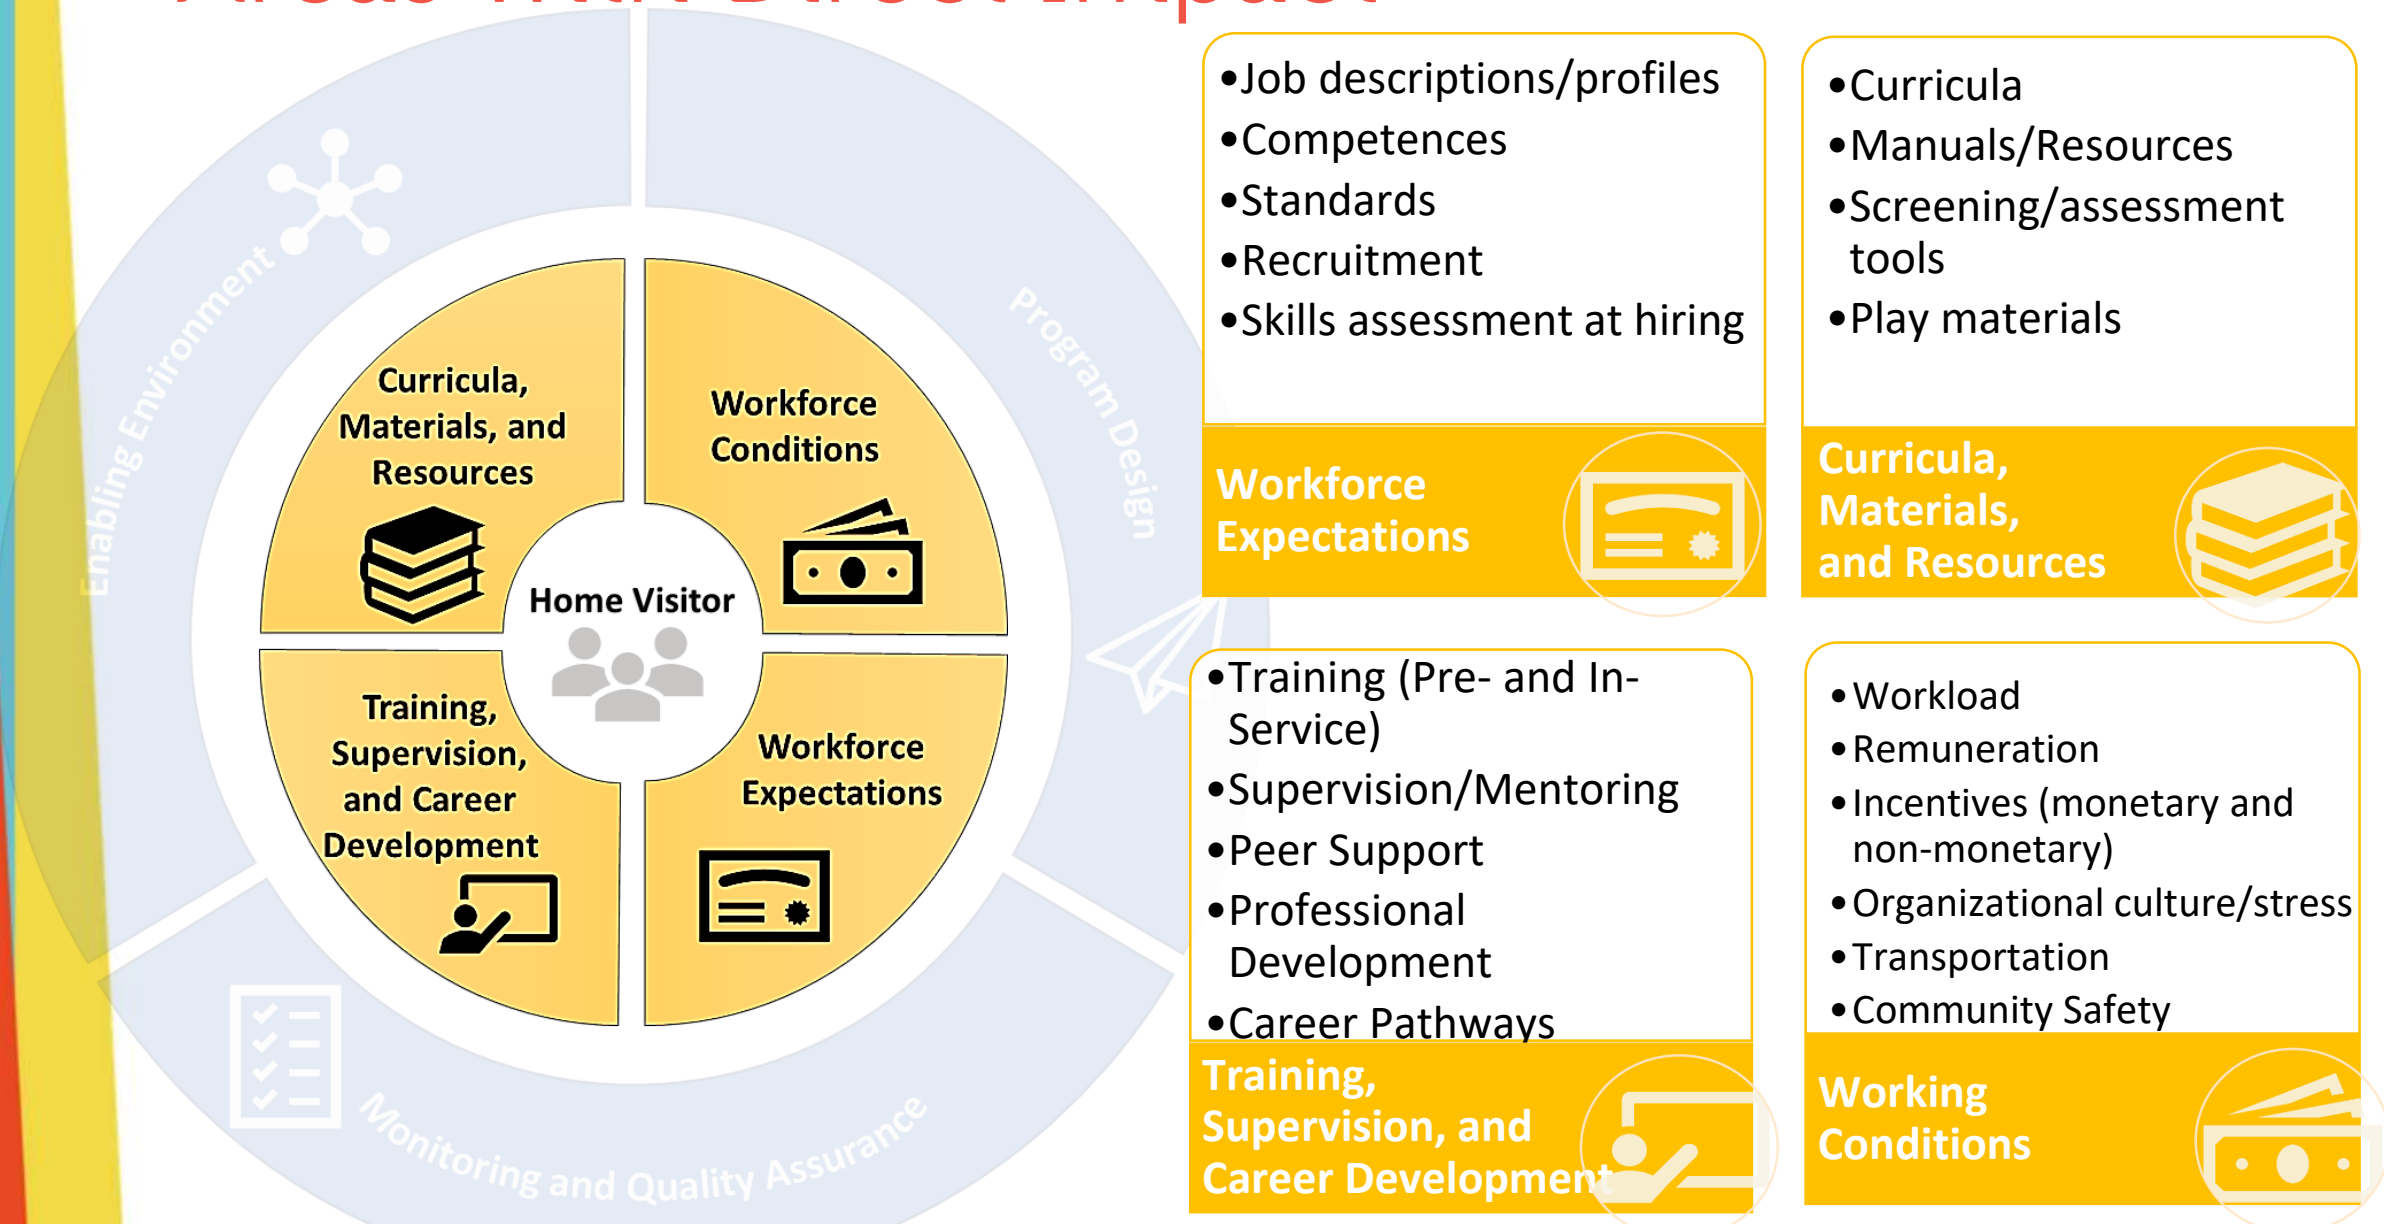 Areas With Direct Impact
Enabling Environment
Program Design
Monitoring and Quality Assurance
Curricula,
Materials, and
Resources
Workforce
Conditions
Home Visitor
Training,
Supervision,
and Career
Development
Workforce
Expectations
•Job descriptions/profiles
•Competences
•Standards
•Recruitment
•Skills assessment at hiring
Workforce
Expectations
•Curricula
•Manuals/Resources
•Screening/assessment
tools
•Play materials
Curricula,
Materials,
and Resources
•Training (Pre- and In-
Service)
•Supervision/Mentoring
•Peer Support
•Professional
Development
•Career Pathways
Training,
Supervision, and
Career Development
•Workload
•Remuneration
•Incentives (monetary and
non-monetary)
•Organizational culture/stress
•Transportation
•Community Safety
Working
Conditions